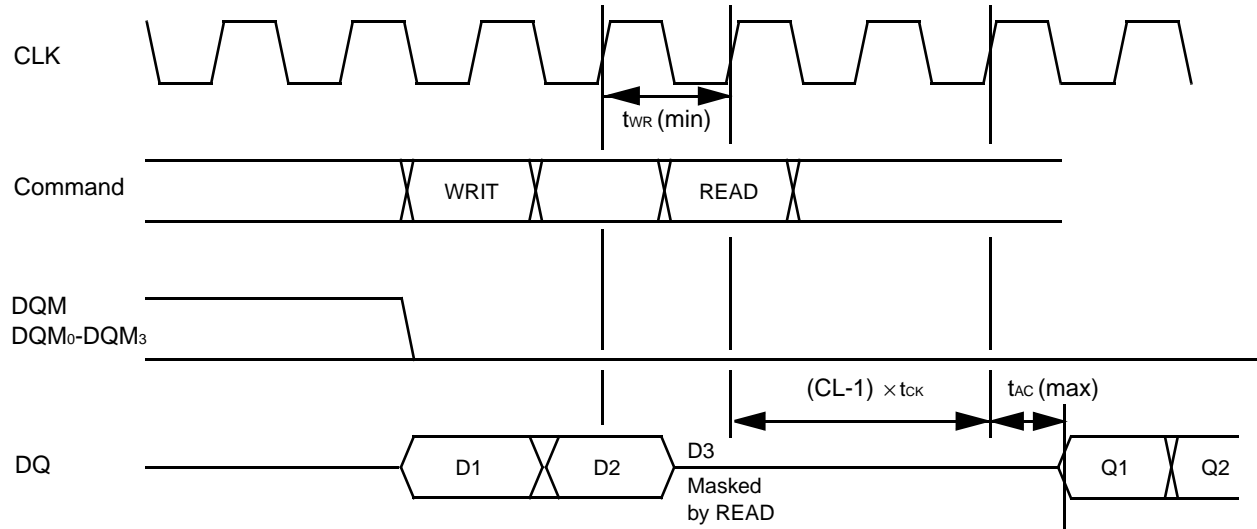 CLK
tWR (min)
Command
WRIT
READ
DQM
DQM0-DQM3
(CL-1) × tCK
tAC (max)
DQ
D1
D2
D3
Masked
by READ
Q1
Q2